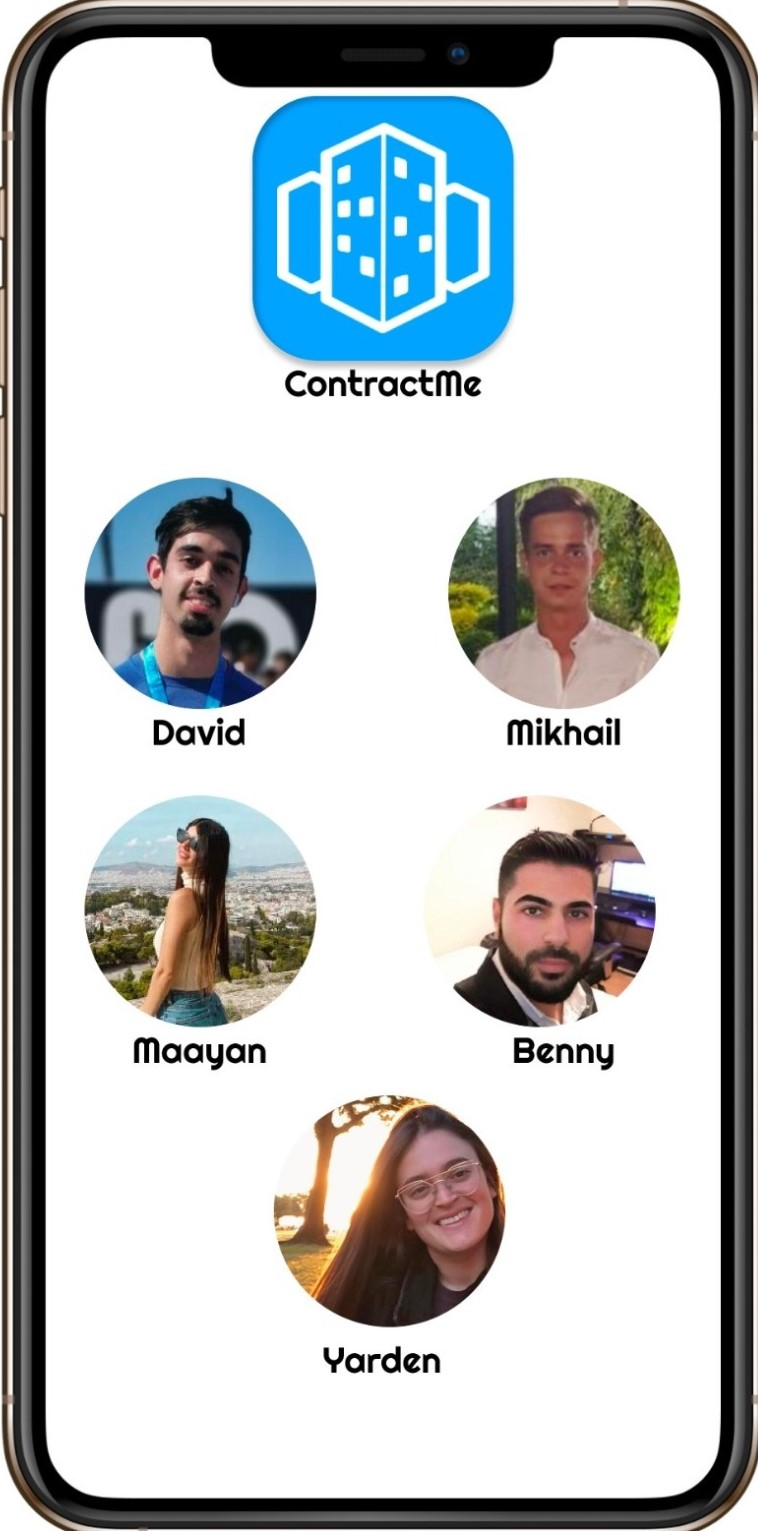 ContractMe
David
Mikhail
Maayan
Benny
Yarden